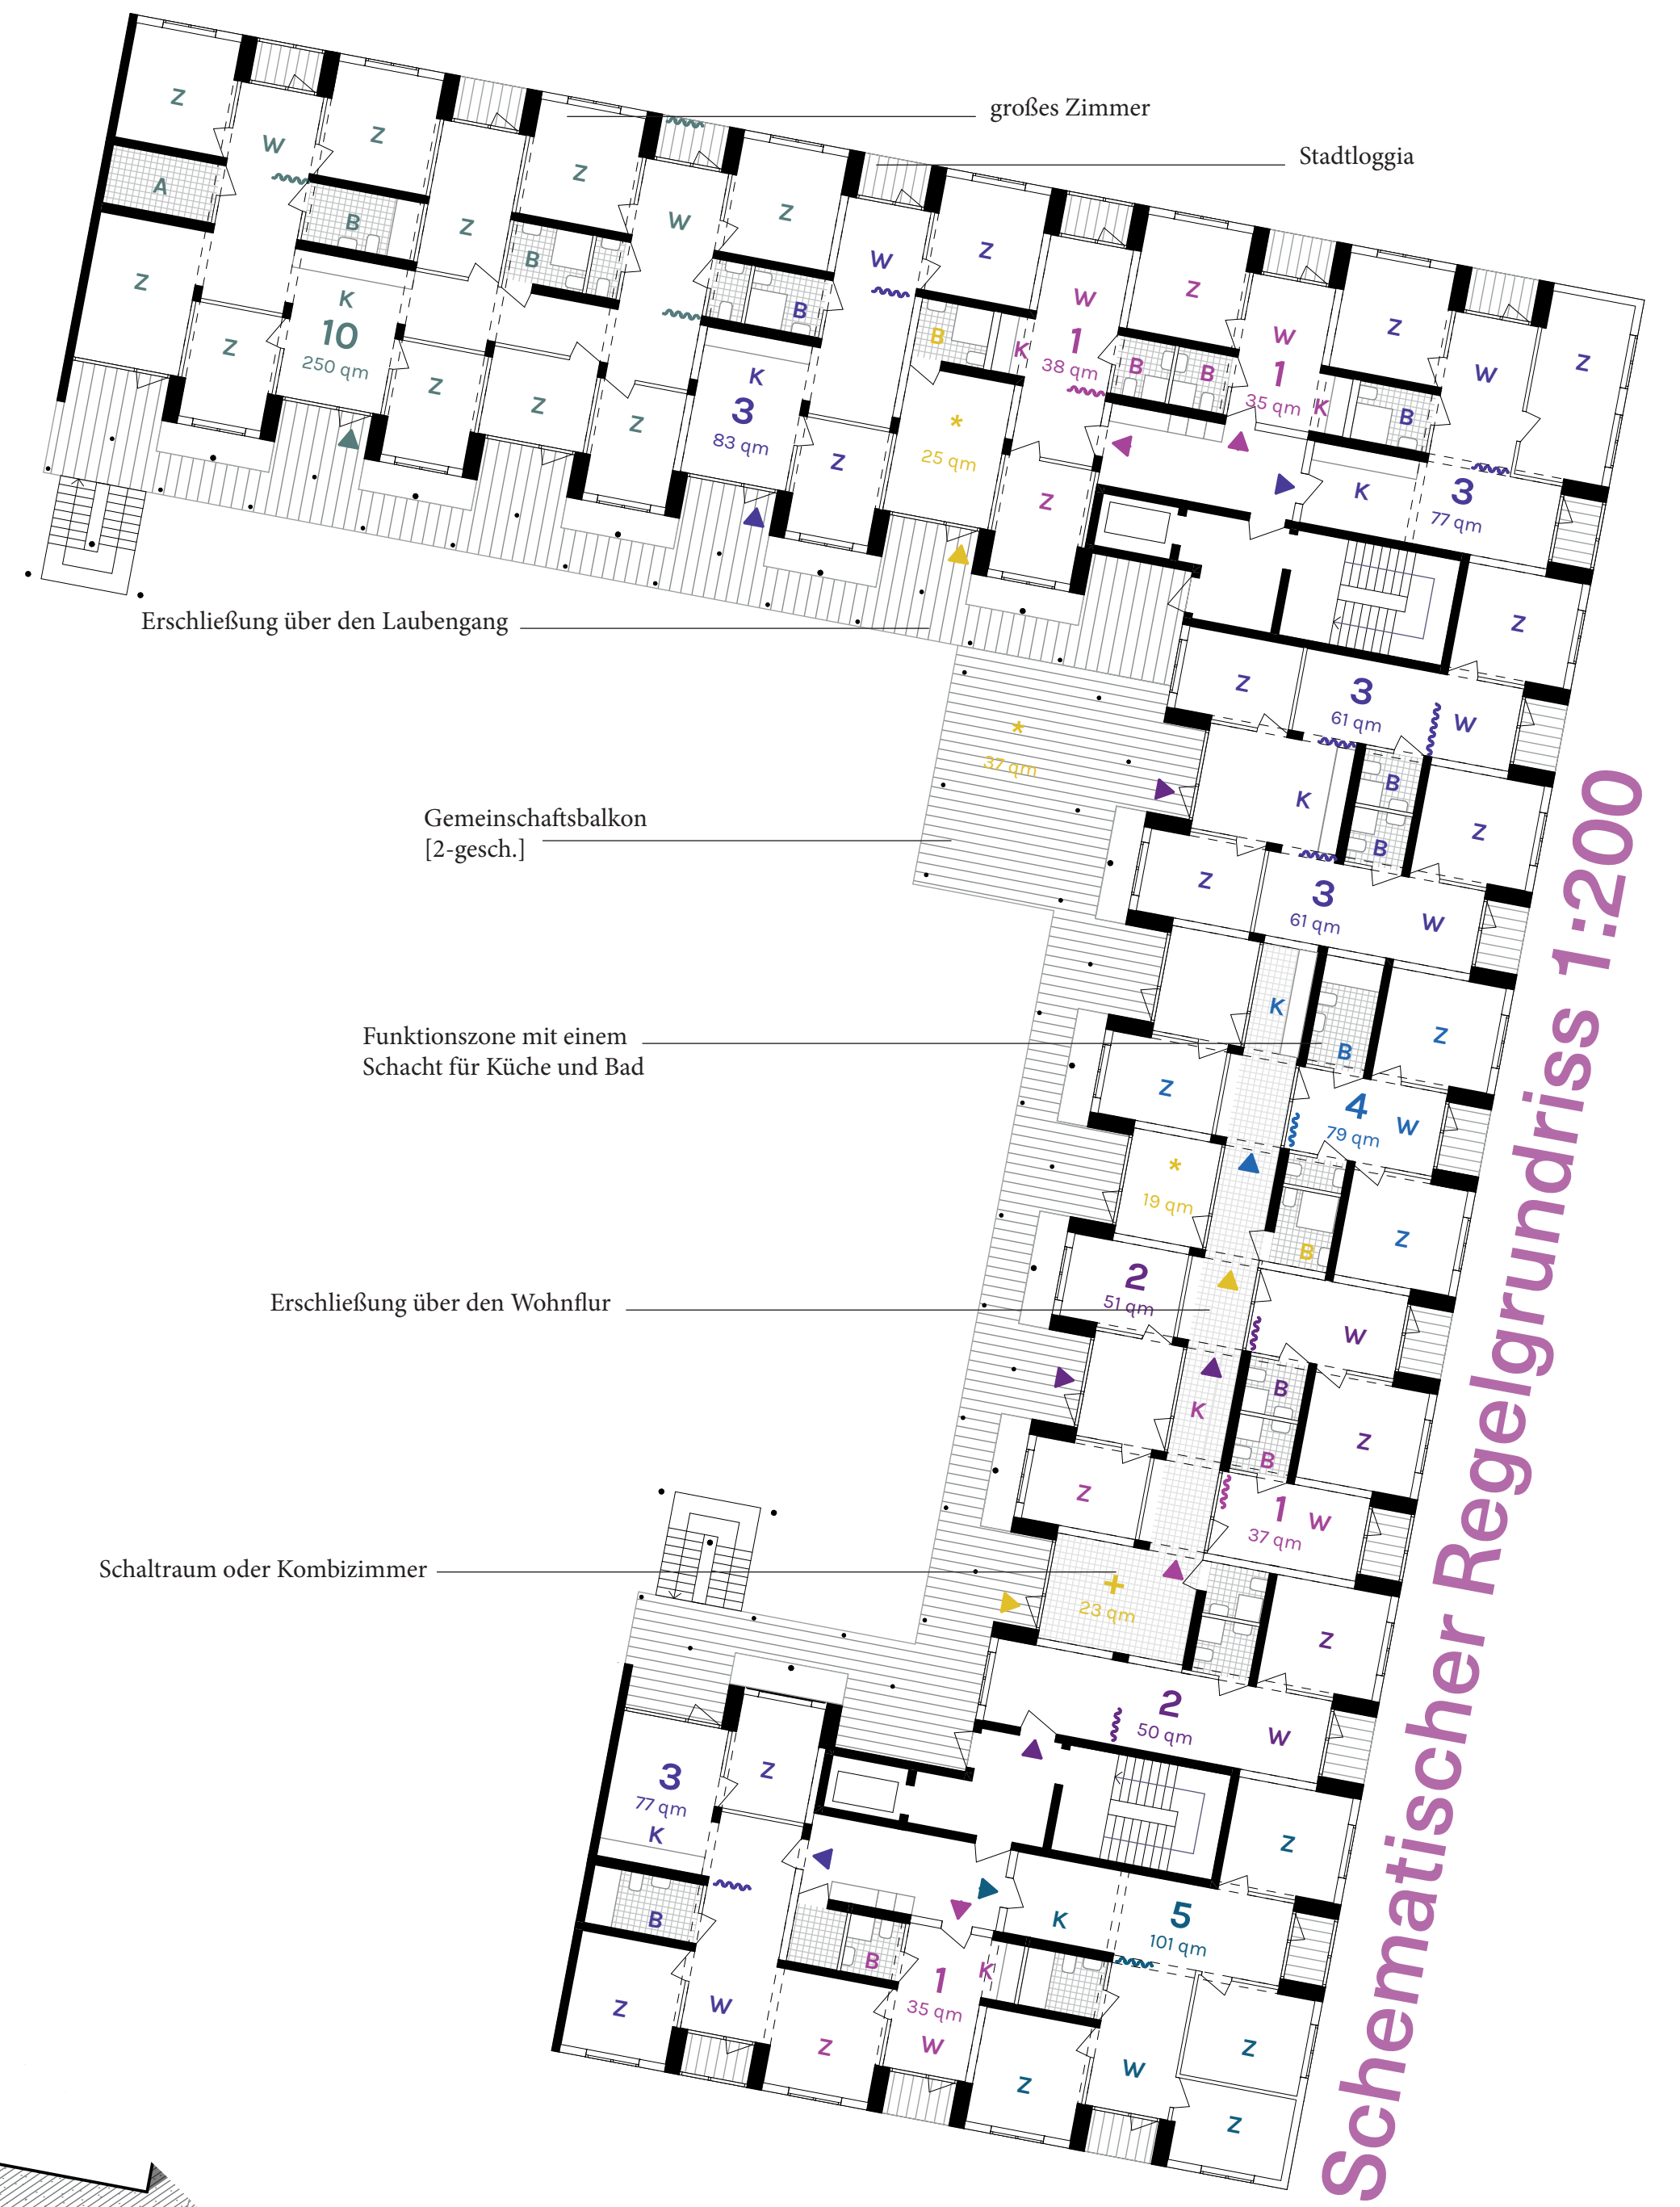 großes Zimmer
Stadtloggia
Z
W
Z
A
B
Z
Z
Z
K
10
250 qm
Z
B
W
Z
Z
Z
Z
B
W
Z
K
3
83 qm
Z
B
K
*
25 qm
W
1
38 qm
Z
Z
B
B
W
1
35 qm
K
Z
B
W
Z
K
3
77 qm
Z
Erschließung über den Laubengang
Z
3
61 qm
W
*
37 qm
K
B
B
Z
Gemeinschaftsbalkon
[2-gesch.]
Z
3
61 qm
W
Funktionszone mit einem
Schacht für Küche und Bad
K
B
Z
Z
4
79 qm
W
*
19 qm
B
Z
Erschließung über den Wohnflur
2
51 qm
W
K
B
B
Z
Z
1
37 qm
W
Schaltraum oder Kombizimmer
+
23 qm
Z
2
50 qm
W
3
77 qm
K
Z
Z
B
K
5
101 qm
Z
W
Z
B
1
35 qm
K
W
Z
W
Z
Z
Schematischer Regelgrundriss 1:200